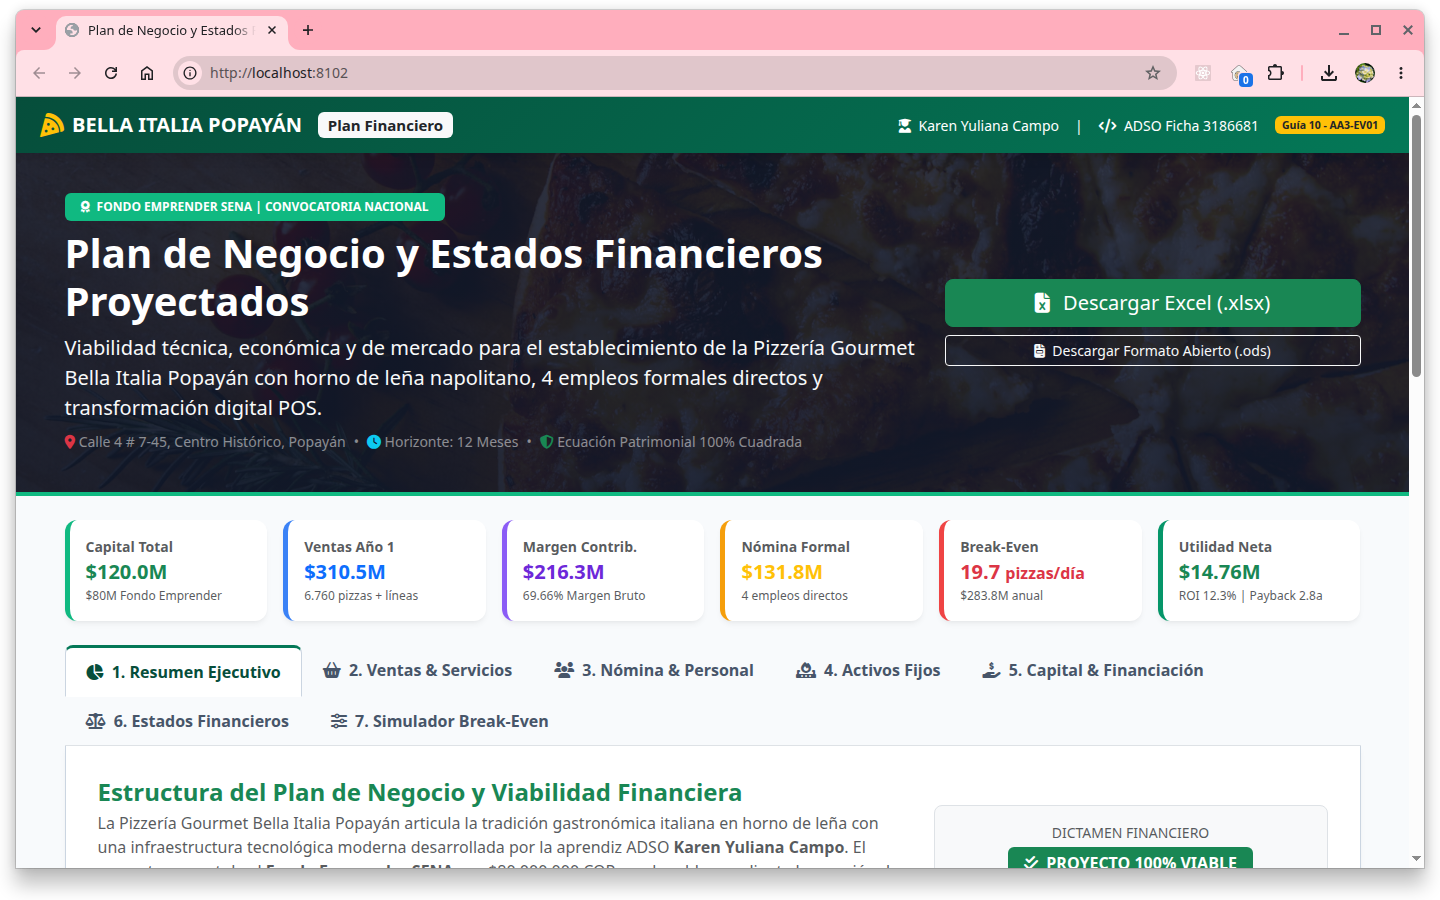 Plan de Negocio y Estados
http://localhost:8102
0
BELLA ITALIA POPAYÁN
Plan Financiero
Karen Yuliana Campo | ADSO Ficha 3186681
Guía 10 - AA3-EV01
FONDO EMPRENDER SENA | CONVOCATORIA NACIONAL
Plan de Negocio y Estados Financieros
Proyectados
Viabilidad técnica, económica y de mercado para el establecimiento de la Pizzería Gourmet
Bella Italia Popayán con horno de leña napolitano, 4 empleos formales directos y
transformación digital POS.
Calle 4 # 7-45, Centro Histórico, Popayán • Horizonte: 12 Meses • Ecuación Patrimonial 100% Cuadrada
Descargar Excel (.xlsx)
Descargar Formato Abierto (.ods)
Capital Total
$120.0M
$80M Fondo Emprender
Ventas Año 1
$310.5M
6.760 pizzas + líneas
Margen Contrib.
$216.3M
69.66% Margen Bruto
Nómina Formal
$131.8M
4 empleos directos
Break-Even
19.7 pizzas/día
$283.8M anual
Utilidad Neta
$14.76M
ROI 12.3% | Payback 2.8a
1. Resumen Ejecutivo
2. Ventas & Servicios
3. Nómina & Personal
4. Activos Fijos
5. Capital & Financiación
6. Estados Financieros
7. Simulador Break-Even
Estructura del Plan de Negocio y Viabilidad Financiera
La Pizzería Gourmet Bella Italia Popayán articula la tradición gastronómica italiana en horno de leña con
una infraestructura tecnológica moderna desarrollada por la aprendiz ADSO Karen Yuliana Campo. El
DICTAMEN FINANCIERO
PROYECTO 100% VIABLE